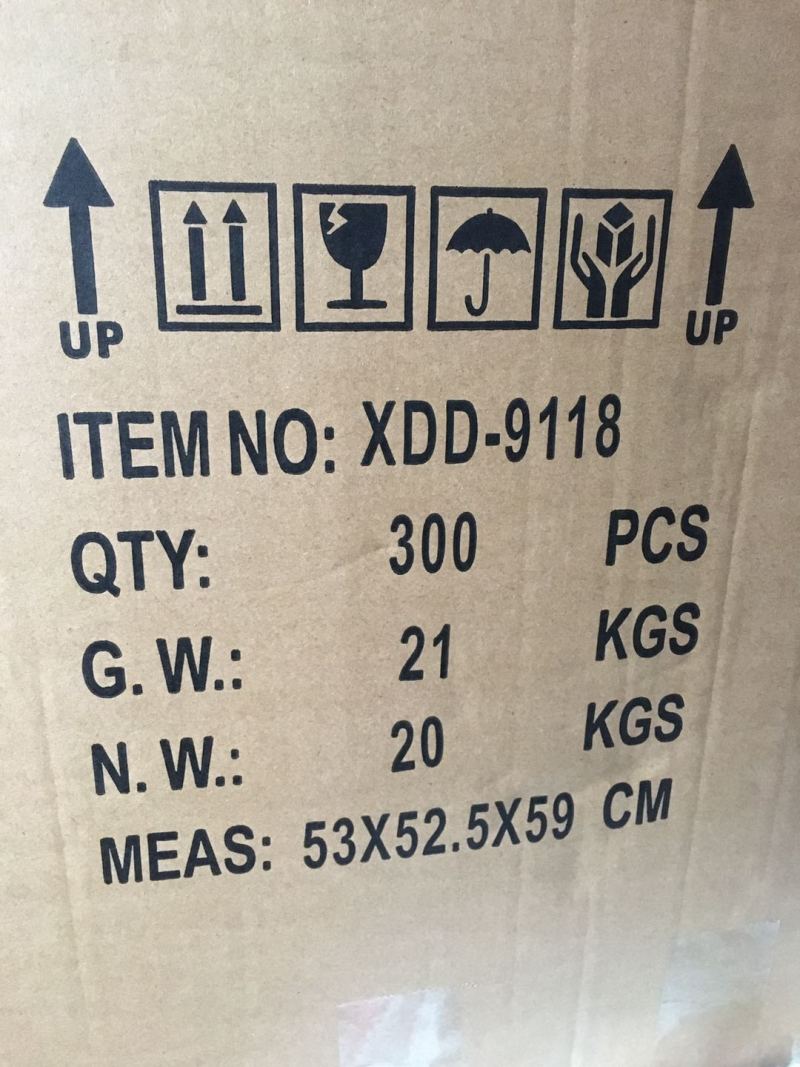 UP UP
ITEM NO: XDD-9118
QTY: 300 PCS
G. W.: 21 KGS
N. W.: 20 KGS
MEAS: 53X52.5X59 CM